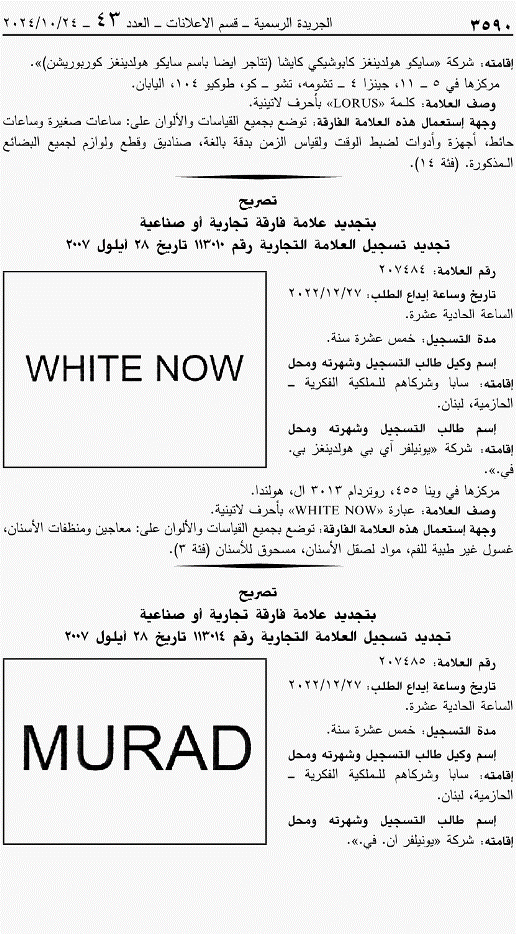 ٣٥٩٠
الجريدة الرسمية ـ قسم الاعلانات ـ العدد ٤٣ ـ ٢٠٢٤/١٠/٢٤
إقامته: شركة «سايكو هولدينغز كابوشيكي كايشا (تتاجر ايضا باسم سايكو هولدينغز كوربوريشن)».
مركزها في ٥ ـ ١١، جينزا ٤ ـ تشومه، تشو ـ كو، طوكيو ١٠٤، اليابان.
وصف العلامة: كلمة «LORUS» بأحرف لاتينية.
وجهة إستعمال هذه العلامة الفارقة: توضع بجميع القياسات والألوان على: ساعات صغيرة وساعات
حائط، أجهزة وأدوات لضبط الوقت ولقياس الزمن بدقة بالغة، صناديق وقطع ولوازم لجميع البضائع
المذكورة. (فئة ١٤).
تصريح
بتجديد علامة فارقة تجارية أو صناعية
تجديد تسجيل العلامة التجارية رقم ١١٣٠١٠ تاريخ ٢٨ أيلول ٢٠٠٧
رقم العلامة: ٢٠٧٤٨٤
تاريخ وساعة إيداع الطلب: ٢٠٢٢/١٢/٢٧
الساعة الحادية عشرة.
مدة التسجيل: خمس عشرة سنة.
إسم وكيل طالب التسجيل وشهرته ومحل
إقامته: سابا وشركاهم للملكية الفكرية ـ
الحازمية، لبنان.
إسم طالب التسجيل وشهرته ومحل
إقامته: شركة «يونيلفر آي بي هولدينغز بي.
في.».
WHITE NOW
مركزها في وينا ٤٥٥، روتردام ٣٠١٣ ال، هولندا.
وصف العلامة: عبارة «WHITE NOW» بأحرف لاتينية.
وجهة إستعمال هذه العلامة الفارقة: توضع بجميع القياسات والألوان على: معاجين ومنظفات الأسنان،
غسول غير طبية للفم، مواد لصقل الأسنان، مسحوق للأسنان (فئة ٣).
تصريح
بتجديد علامة فارقة تجارية أو صناعية
تجديد تسجيل العلامة التجارية رقم ١١٣٠١٤ تاريخ ٢٨ أيلول ٢٠٠٧
رقم العلامة: ٢٠٧٤٨٥
تاريخ وساعة إيداع الطلب: ٢٠٢٢/١٢/٢٧
الساعة الحادية عشرة.
مدة التسجيل: خمس عشرة سنة.
إسم وكيل طالب التسجيل وشهرته ومحل
إقامته: سابا وشركاهم للملكية الفكرية ـ
الحازمية، لبنان.
إسم طالب التسجيل وشهرته ومحل
إقامته: شركة «يونيلفر ان. في.».
MURAD